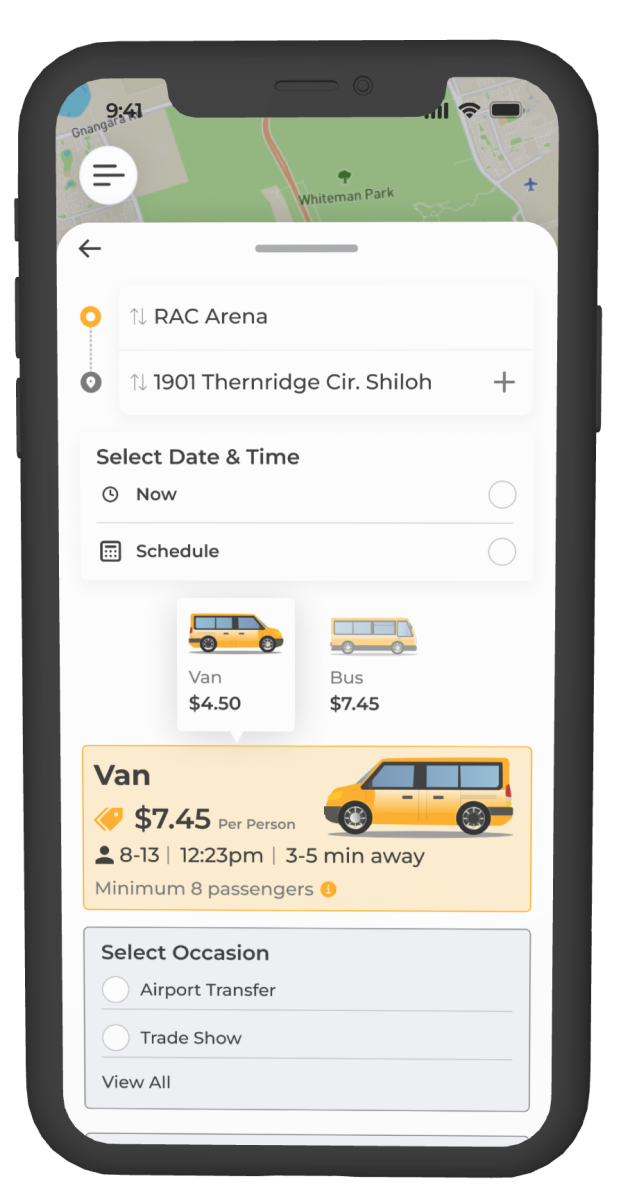 9:41
Gnangara
Whiteman Park
RAC Arena
1901 Thernridge Cir. Shiloh
Select Date & Time
Now
Schedule
Van
$4.50
Bus
$7.45
Van
$7.45 Per Person
8-13 | 12:23pm | 3-5 min away
Minimum 8 passengers
Select Occasion
Airport Transfer
Trade Show
View All